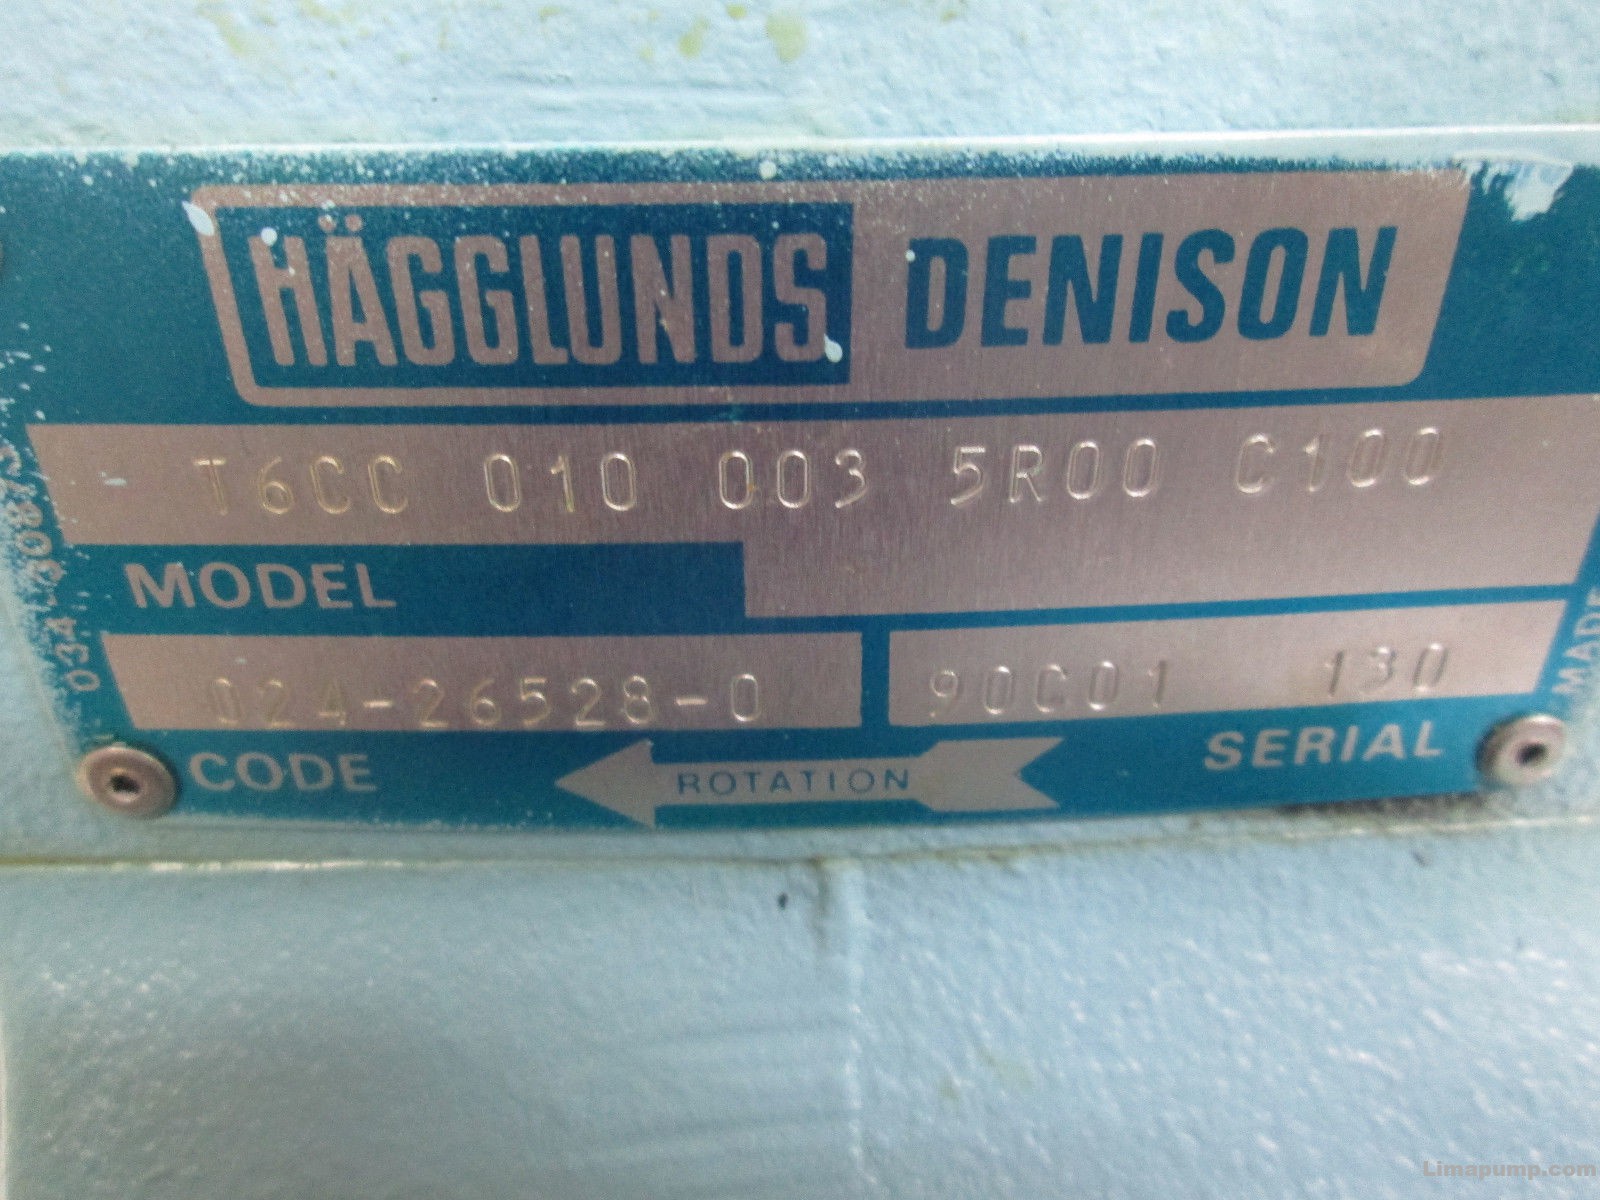 HÄGGLUNDS DENISON
T6CC 010 003 5R00 C100
MODEL
024-26528-0
90C01 130
CODE
ROTATION
SERIAL
034
MADE
Limapump.com